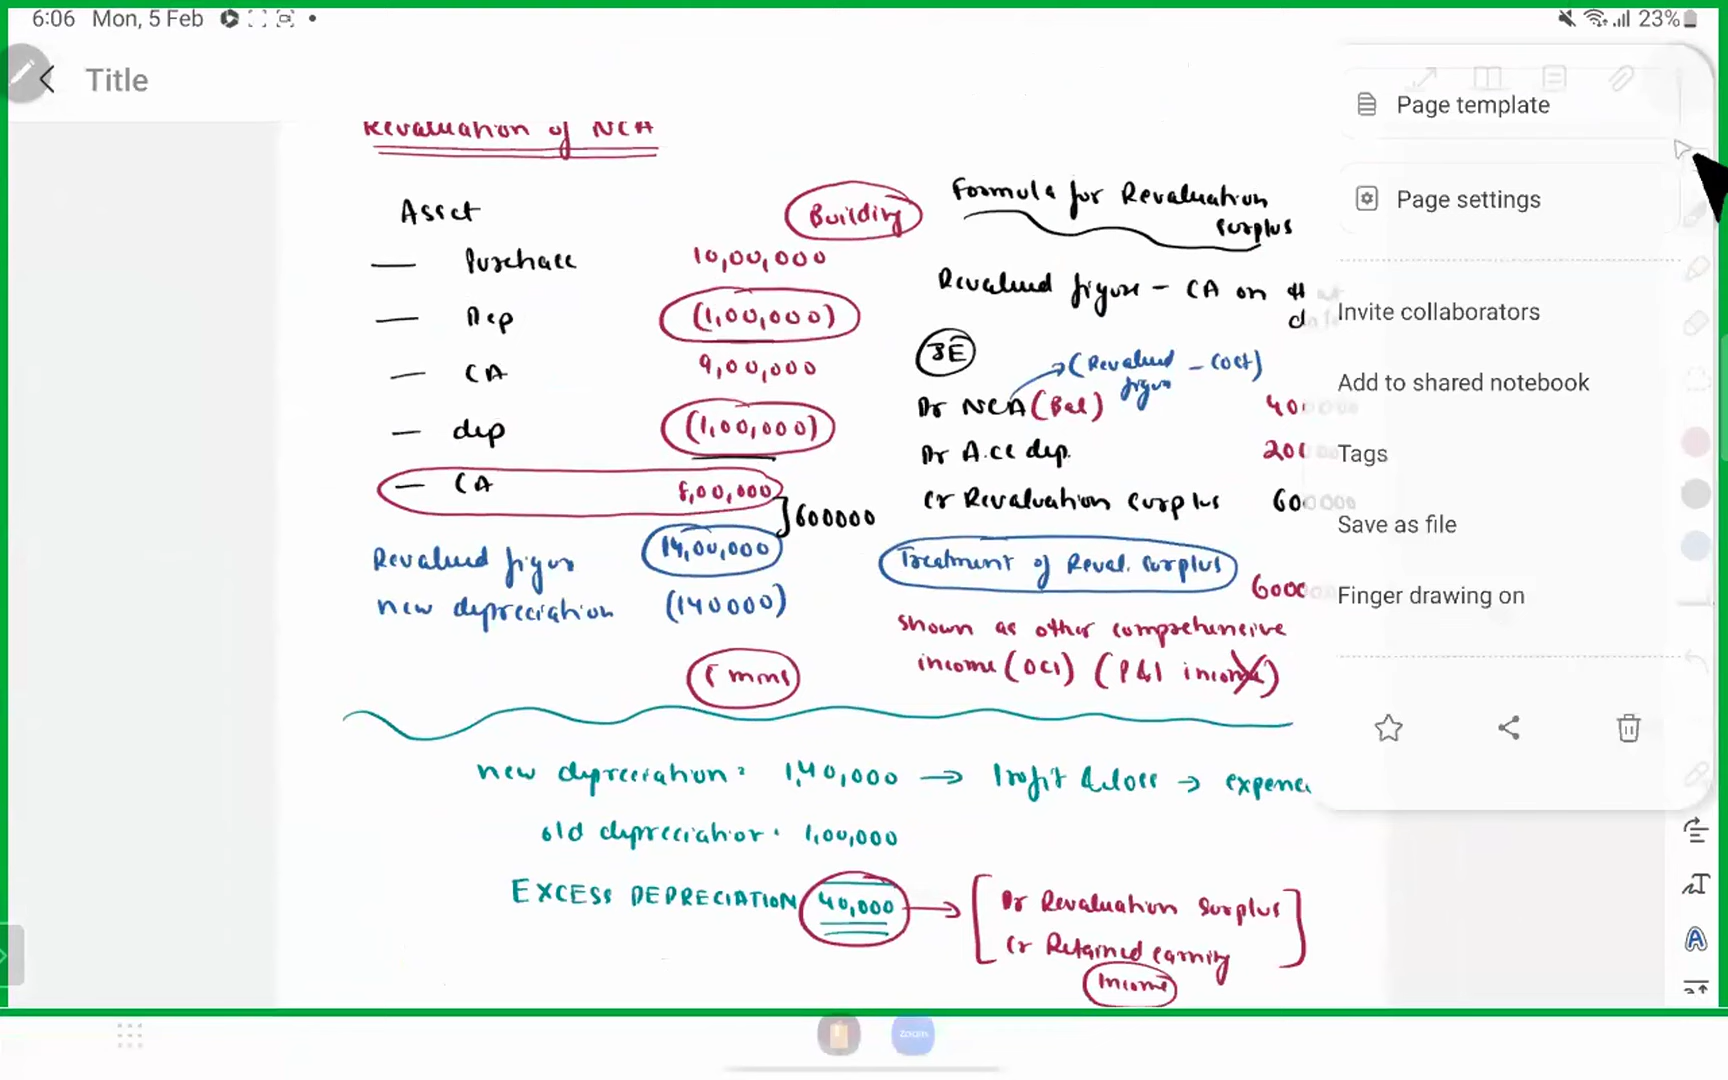 6:06 Mon, 5 Feb
23%
Title
Revaluation of NCA
Asset
Building
— Purchase 10,00,000
— Dep (1,00,000)
— CA 9,00,000
— dep (1,00,000)
— CA 8,00,000
600000
Revalued figure 14,00,000
new depreciation (140000)
Formula for Revaluation
surplus
Revalued figure - CA on
JE
(Revalued - cost)
figure
Dr NCA (Bal)
Dr Acc dep.
Cr Revaluation surplus
Treatment of Reval. surplus
shown as other comprehensive
income (OCI) (P&l income)
new depreciation: 1,40,000 → Profit & loss →
old depreciation: 1,00,000
EXCESS DEPRECIATION 40,000 → [Dr Revaluation Surplus
Cr Retained earning]
Income
Page template
Page settings
Invite collaborators
Add to shared notebook
Tags
Save as file
Finger drawing on
zoom